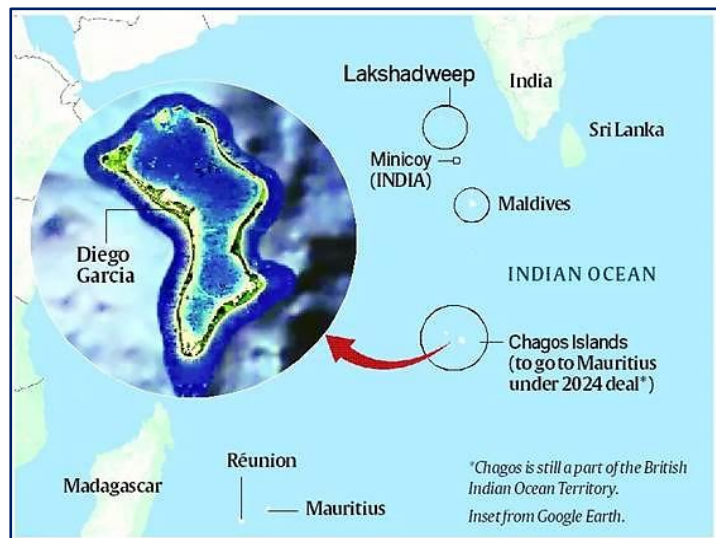 Lakshadweep
India
Sri Lanka
Minicoy
(INDIA)
Maldives
Diego
Garcia
INDIAN OCEAN
Chagos Islands
(to go to Mauritius
under 2024 deal*)
Réunion
Madagascar
Mauritius
*Chagos is still a part of the British
Indian Ocean Territory.
Inset from Google Earth.